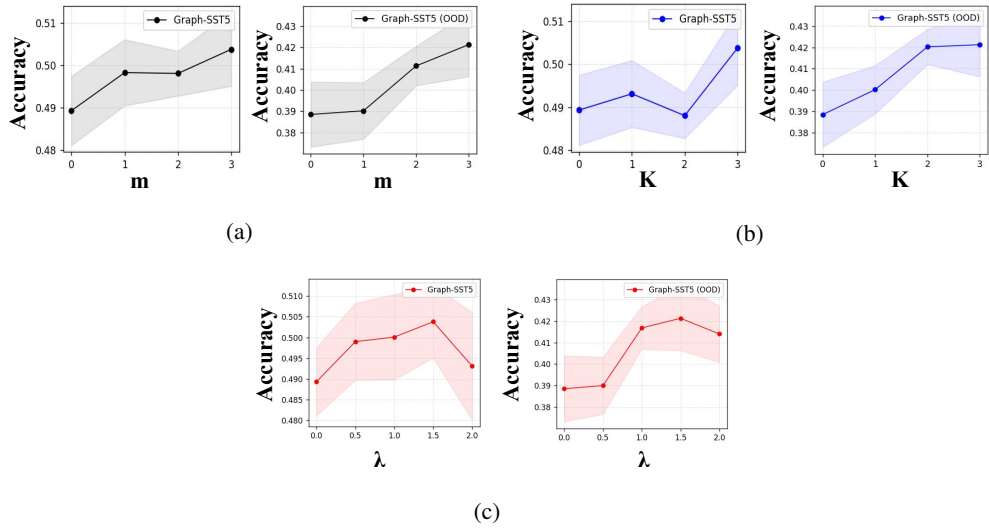 Accuracy
0.51
0.50
0.49
0.48
Graph-SST5
0 1 2 3
m
Accuracy
0.43
0.42
0.41
0.40
0.39
0.38
Graph-SST5 (OOD)
0 1 2 3
m
(a)
Accuracy
0.51
0.50
0.49
0.48
Graph-SST5
0 1 2 3
K
Accuracy
0.43
0.42
0.41
0.40
0.39
0.38
Graph-SST5 (OOD)
0 1 2 3
K
(b)
Accuracy
0.510
0.505
0.500
0.495
0.490
0.485
0.480
Graph-SST5
0.0 0.5 1.0 1.5 2.0
λ
Accuracy
0.43
0.42
0.41
0.40
0.39
0.38
Graph-SST5 (OOD)
0.0 0.5 1.0 1.5 2.0
λ
(c)